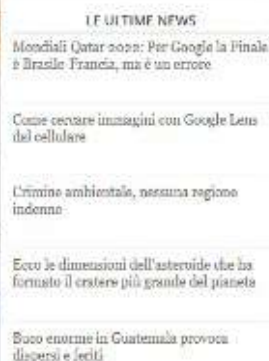 LE ULTIME NEWS
Mondiali Qatar 2022: Per Google la Finale
è Brasile-Francia, ma è un errore
Come cercare immagini con Google Lens
dal cellulare
Crimine ambientale, nessuna regione
indenne
Ecco le dimensioni dell'asteroide che ha
formato il cratere più grande del pianeta
Buco enorme in Guatemala provoca
dispersi e feriti